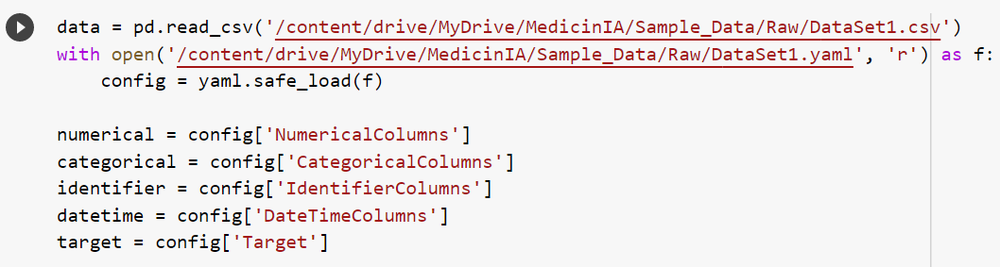 data = pd.read_csv('/content/drive/MyDrive/MedicinIA/Sample_Data/Raw/DataSet1.csv')
with open('/content/drive/MyDrive/MedicinIA/Sample_Data/Raw/DataSet1.yaml', 'r') as f:
    config = yaml.safe_load(f)

numerical = config['NumericalColumns']
categorical = config['CategoricalColumns']
identifier = config['IdentifierColumns']
datetime = config['DateTimeColumns']
target = config['Target']